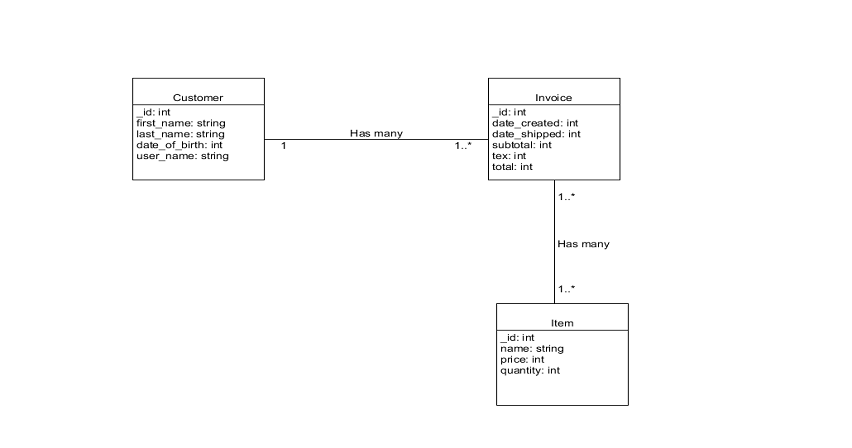 Customer
_id: int
first_name: string
last_name: string
date_of_birth: int
user_name: string
Has many
1
1..*
Invoice
_id: int
date_created: int
date_shipped: int
subtotal: int
tex: int
total: int
1..*
Has many
1..*
Item
_id: int
name: string
price: int
quantity: int